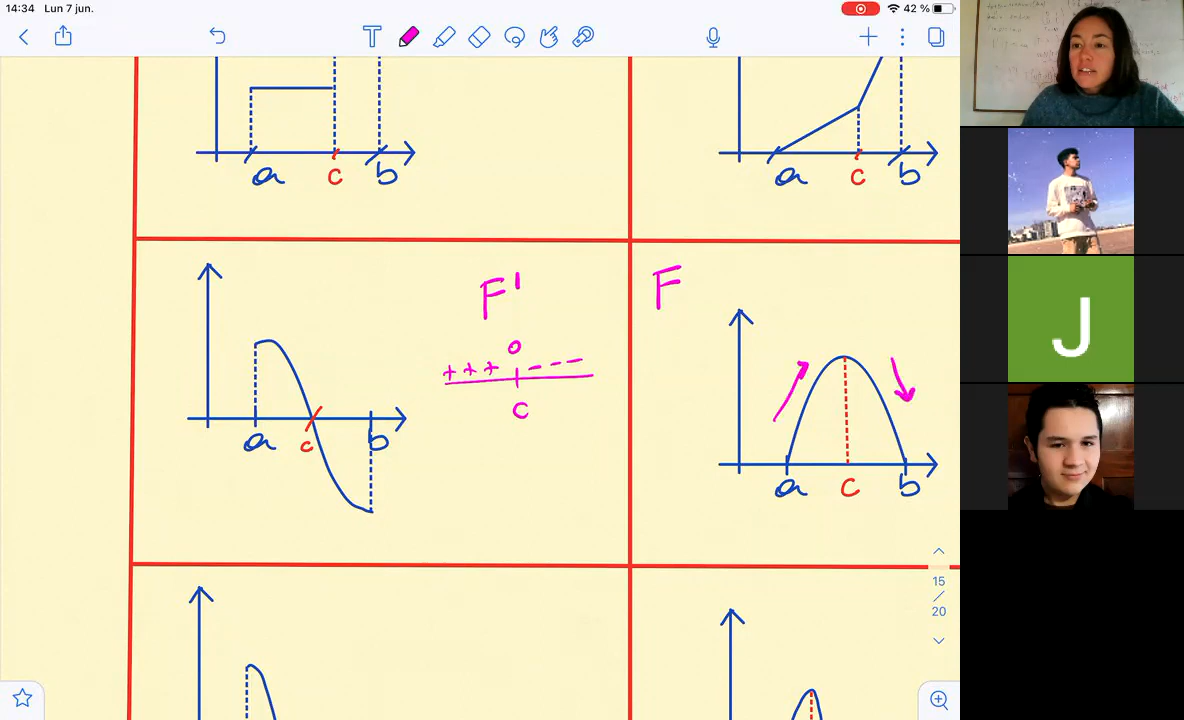 14:34 Lun 7 jun.
42 %
T
a c b
a c b
F'
F
0
+ + + - - -
c
a c b
a c b
15
/
20
J